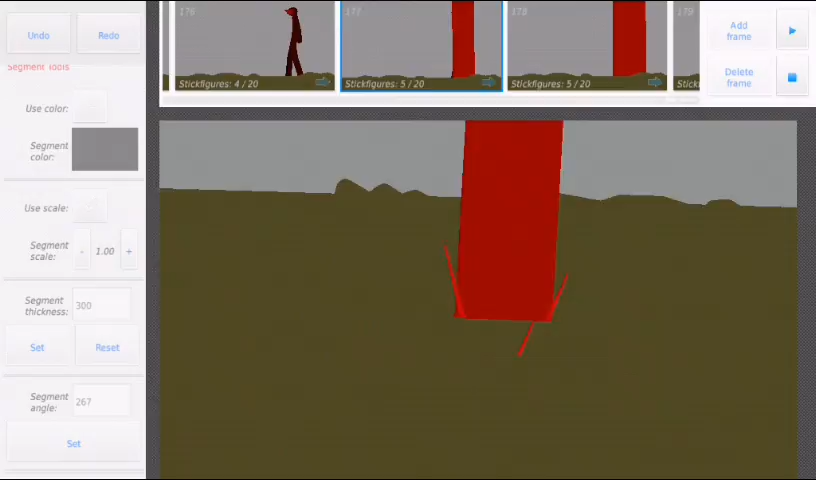 Undo
Redo
Segment Tools
Use color:
Segment
color:
Use scale:
Segment
scale:
-
1.00
+
Segment
thickness:
300
Set
Reset
Segment
angle:
267
Set
176
Stickfigures: 4 / 20
177
Stickfigures: 5 / 20
178
Stickfigures: 5 / 20
179
Stickf
Add
frame
Delete
frame